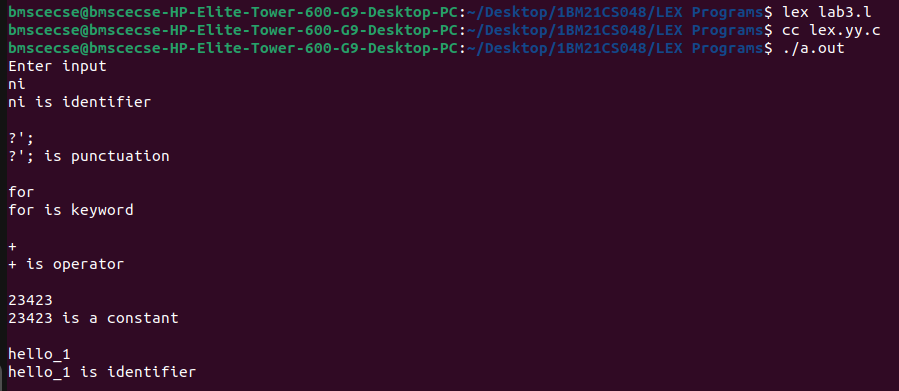 bmscecse@bmscecse-HP-Elite-Tower-600-G9-Desktop-PC:~/Desktop/1BM21CS048/LEX Programs$ lex lab3.l
bmscecse@bmscecse-HP-Elite-Tower-600-G9-Desktop-PC:~/Desktop/1BM21CS048/LEX Programs$ cc lex.yy.c
bmscecse@bmscecse-HP-Elite-Tower-600-G9-Desktop-PC:~/Desktop/1BM21CS048/LEX Programs$ ./a.out
Enter input
ni
ni is identifier
?';
?'; is punctuation
for
for is keyword
+
+ is operator
23423
23423 is a constant
hello_1
hello_1 is identifier